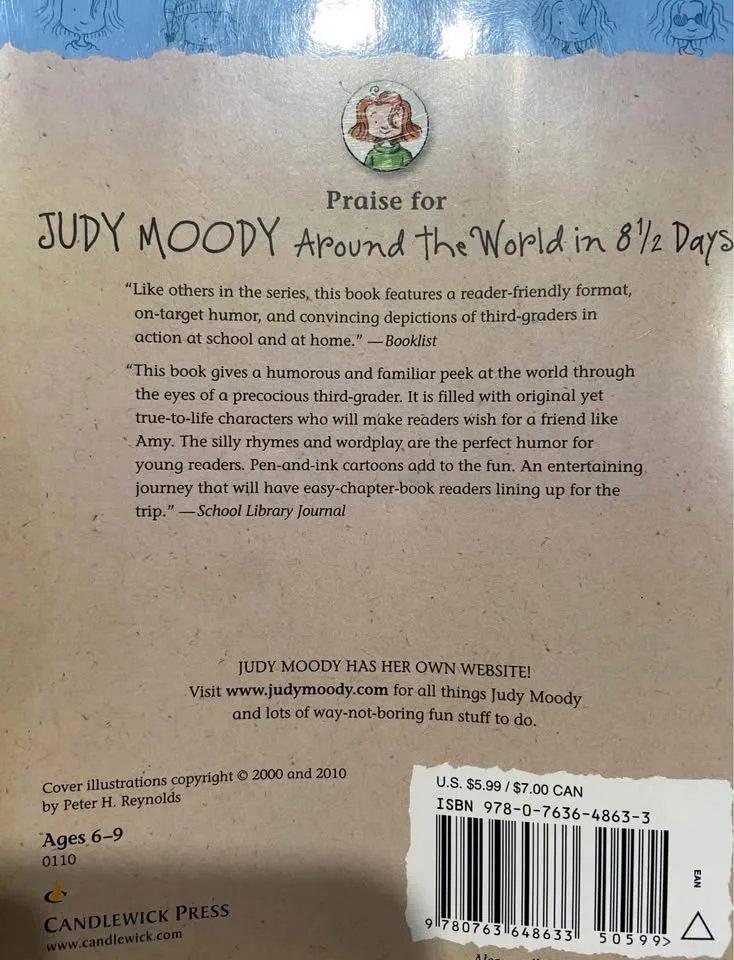 Praise for
JUDY MOODY Around the World in 8½ Days
“Like others in the series, this book features a reader-friendly format,
on-target humor, and convincing depictions of third-graders in
action at school and at home.” —Booklist
“This book gives a humorous and familiar peek at the world through
the eyes of a precocious third-grader. It is filled with original yet
true-to-life characters who will make readers wish for a friend like
Amy. The silly rhymes and wordplay are the perfect humor for
young readers. Pen-and-ink cartoons add to the fun. An entertaining
journey that will have easy-chapter-book readers lining up for the
trip.” —School Library Journal
JUDY MOODY HAS HER OWN WEBSITE!
Visit www.judymoody.com for all things Judy Moody
and lots of way-not-boring fun stuff to do.
Cover illustrations copyright © 2000 and 2010
by Peter H. Reynolds
Ages 6–9
0110
CANDLEWICK PRESS
www.candlewick.com
U.S. $5.99 / $7.00 CAN
ISBN 978-0-7636-4863-3
EAN
9 780763 648633 50599>